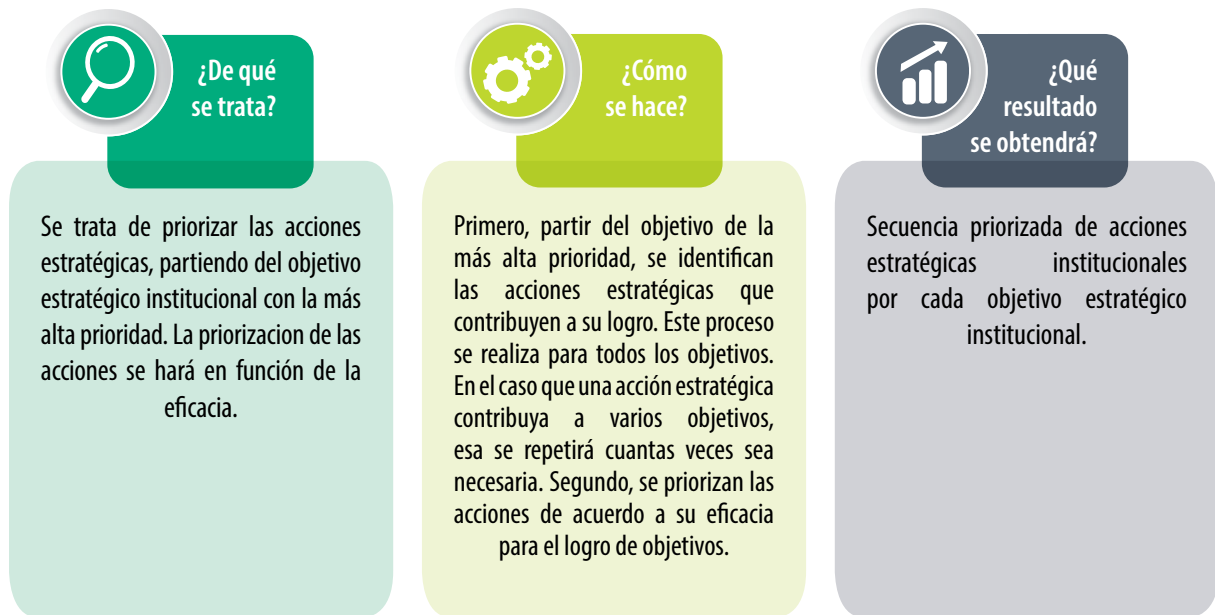 ¿De qué
se trata?
Se trata de priorizar las acciones
estratégicas, partiendo del objetivo
estratégico institucional con la más
alta prioridad. La priorizacion de las
acciones se hará en función de la
eficacia.
¿Cómo
se hace?
Primero, partir del objetivo de la
más alta prioridad, se identifican
las acciones estratégicas que
contribuyen a su logro. Este proceso
se realiza para todos los objetivos.
En el caso que una acción estratégica
contribuya a varios objetivos,
esa se repetirá cuantas veces sea
necesaria. Segundo, se priorizan las
acciones de acuerdo a su eficacia
para el logro de objetivos.
¿Qué
resultado
se obtendrá?
Secuencia priorizada de acciones
estratégicas institucionales
por cada objetivo estratégico
institucional.